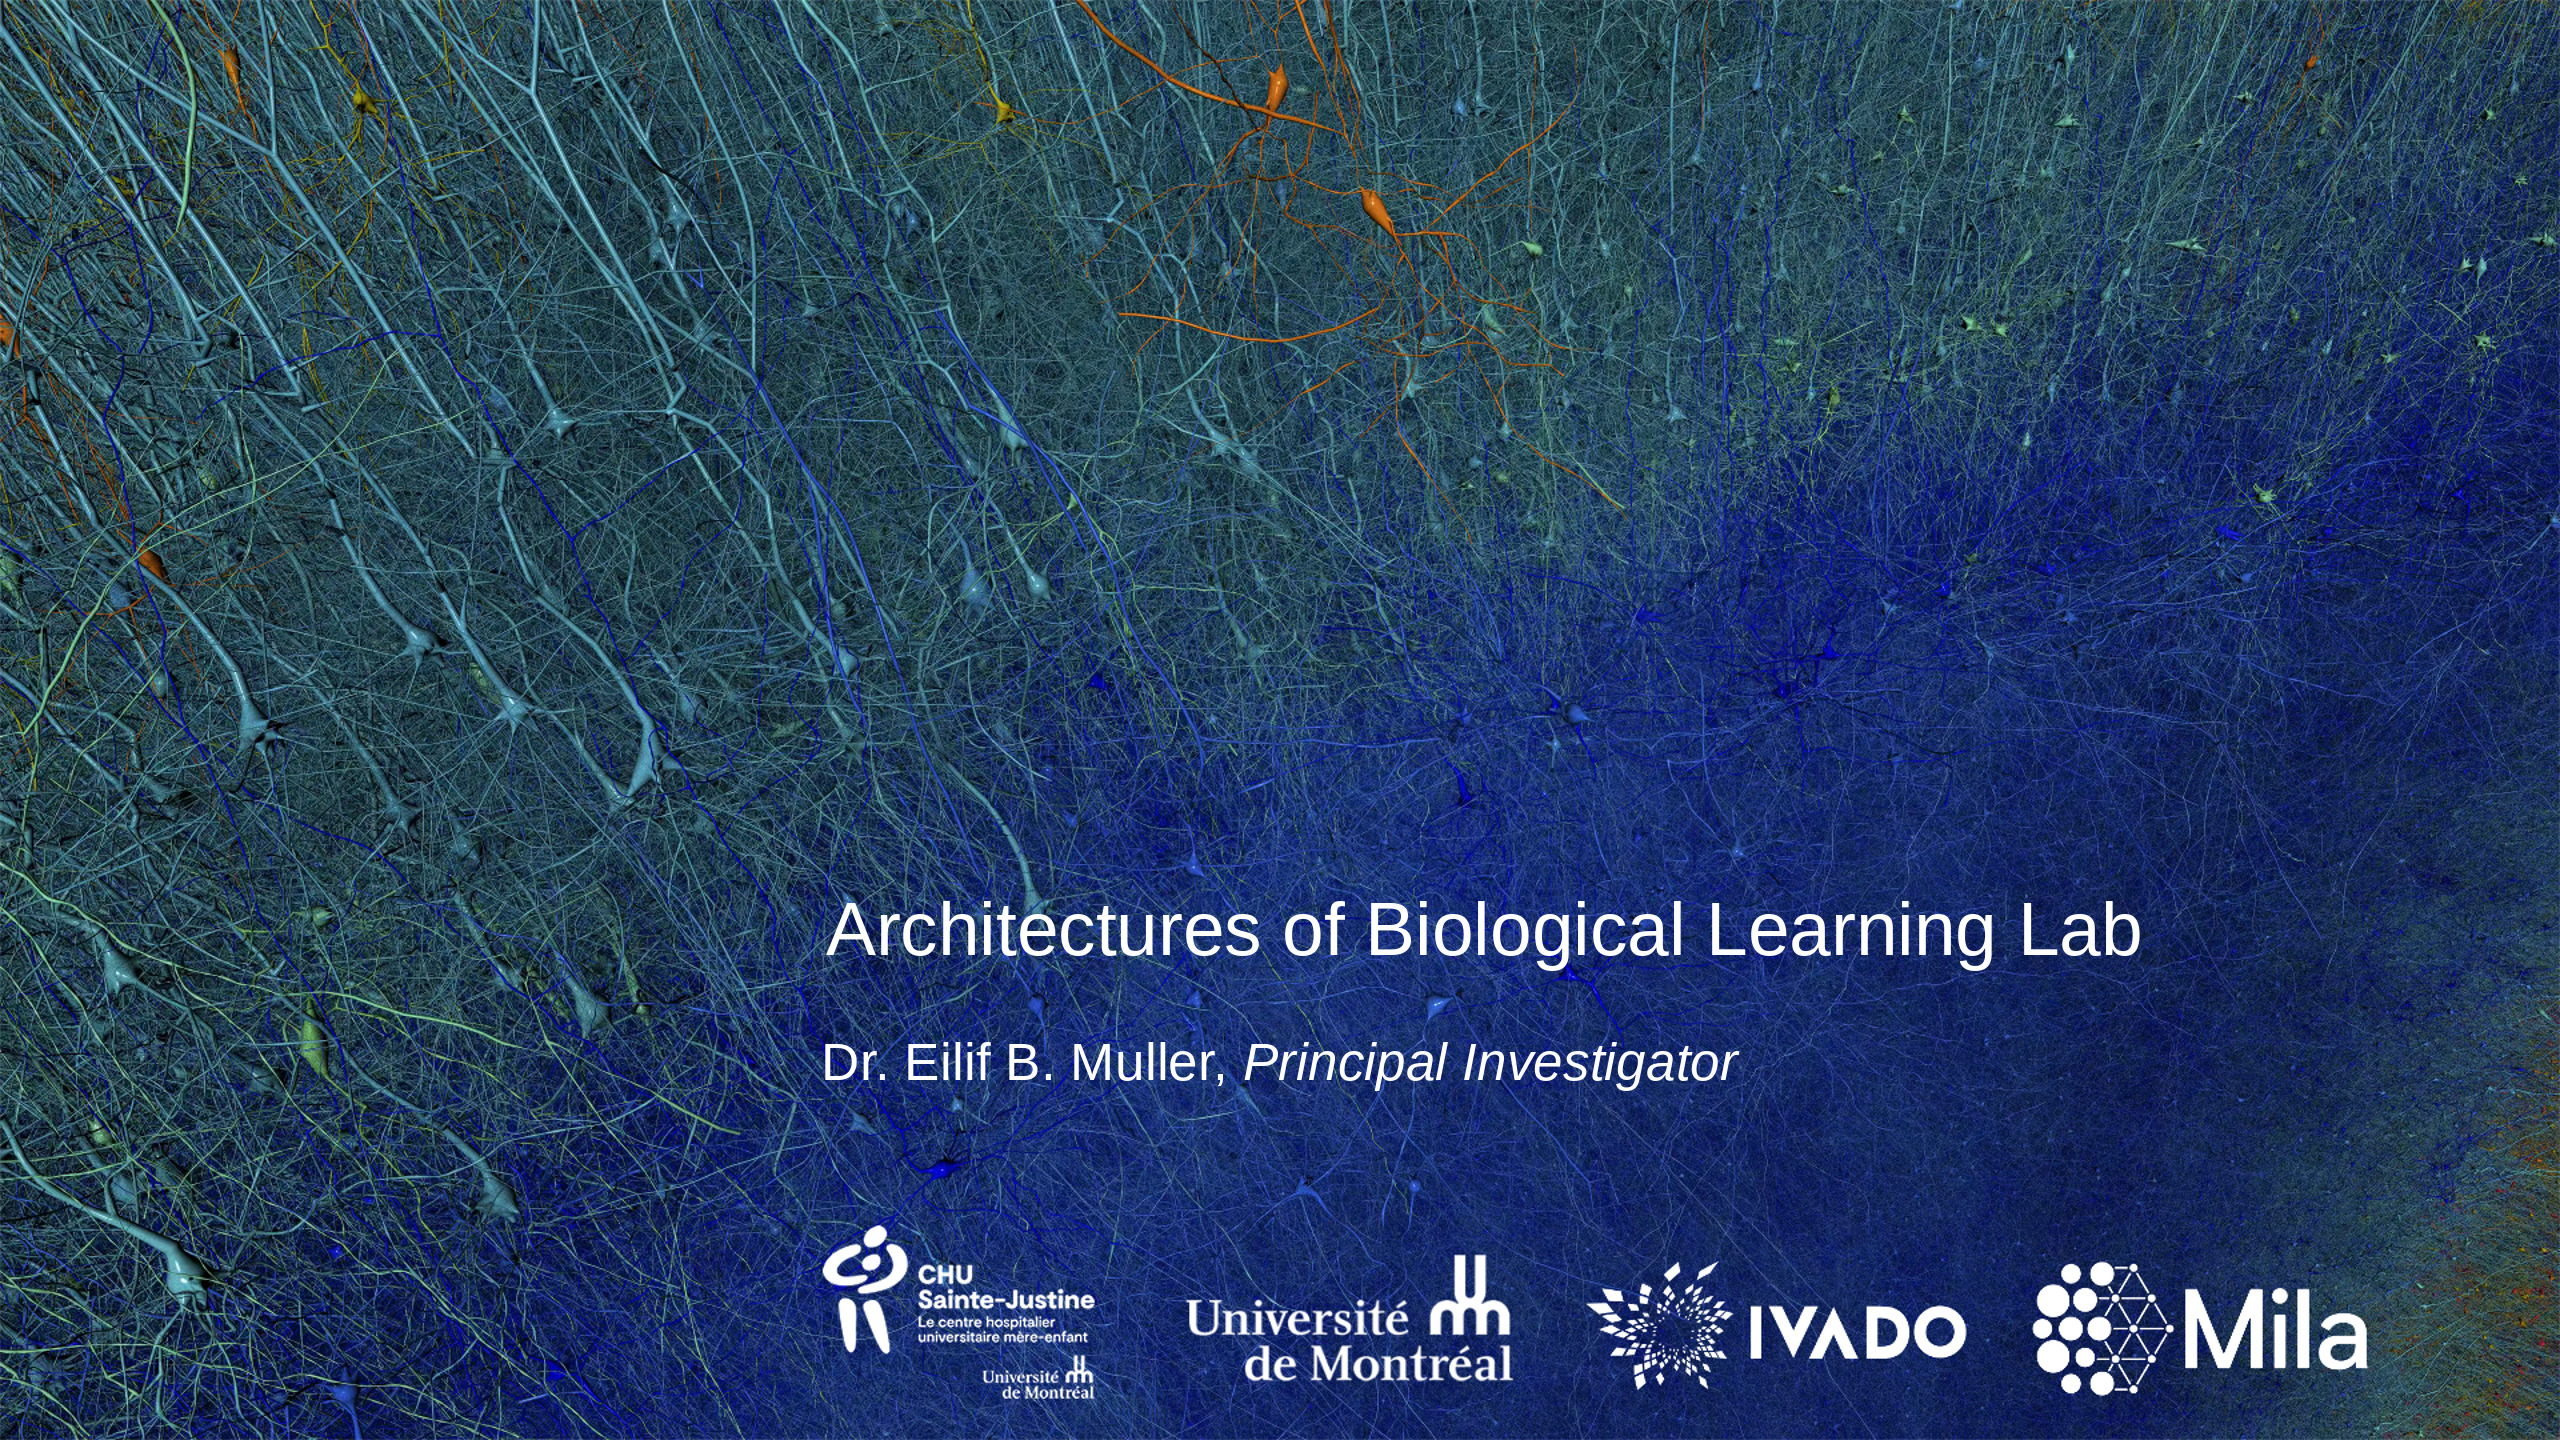 Architectures of Biological Learning Lab
Dr. Eilif B. Muller, Principal Investigator
CHU
Sainte-Justine
Le centre hospitalier
universitaire mère-enfant
Université
de Montréal
Université
de Montréal
IVADO
Mila